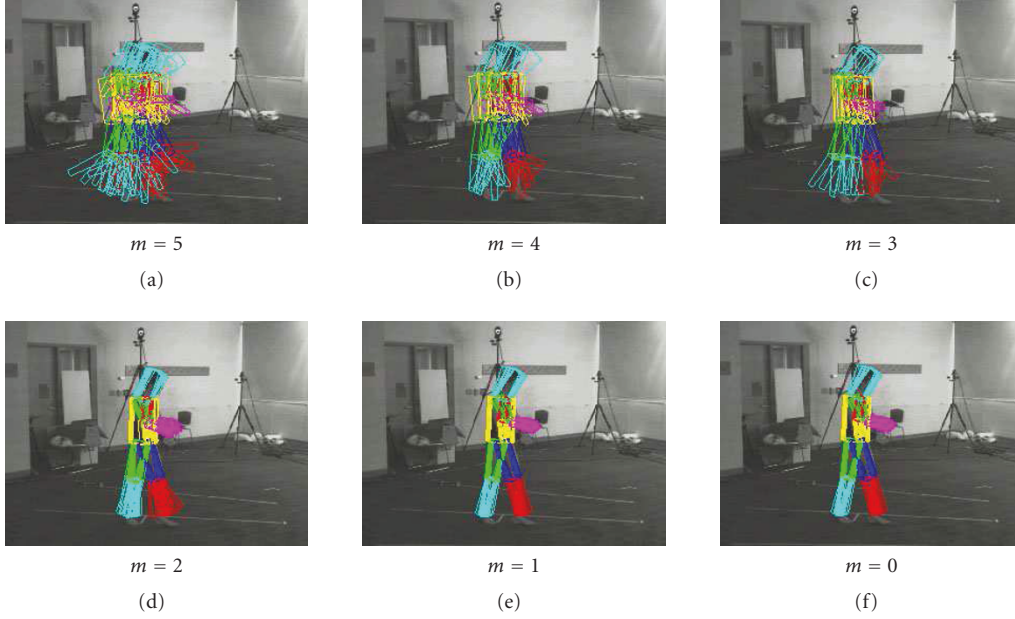 m = 5
(a)
m = 4
(b)
m = 3
(c)
m = 2
(d)
m = 1
(e)
m = 0
(f)